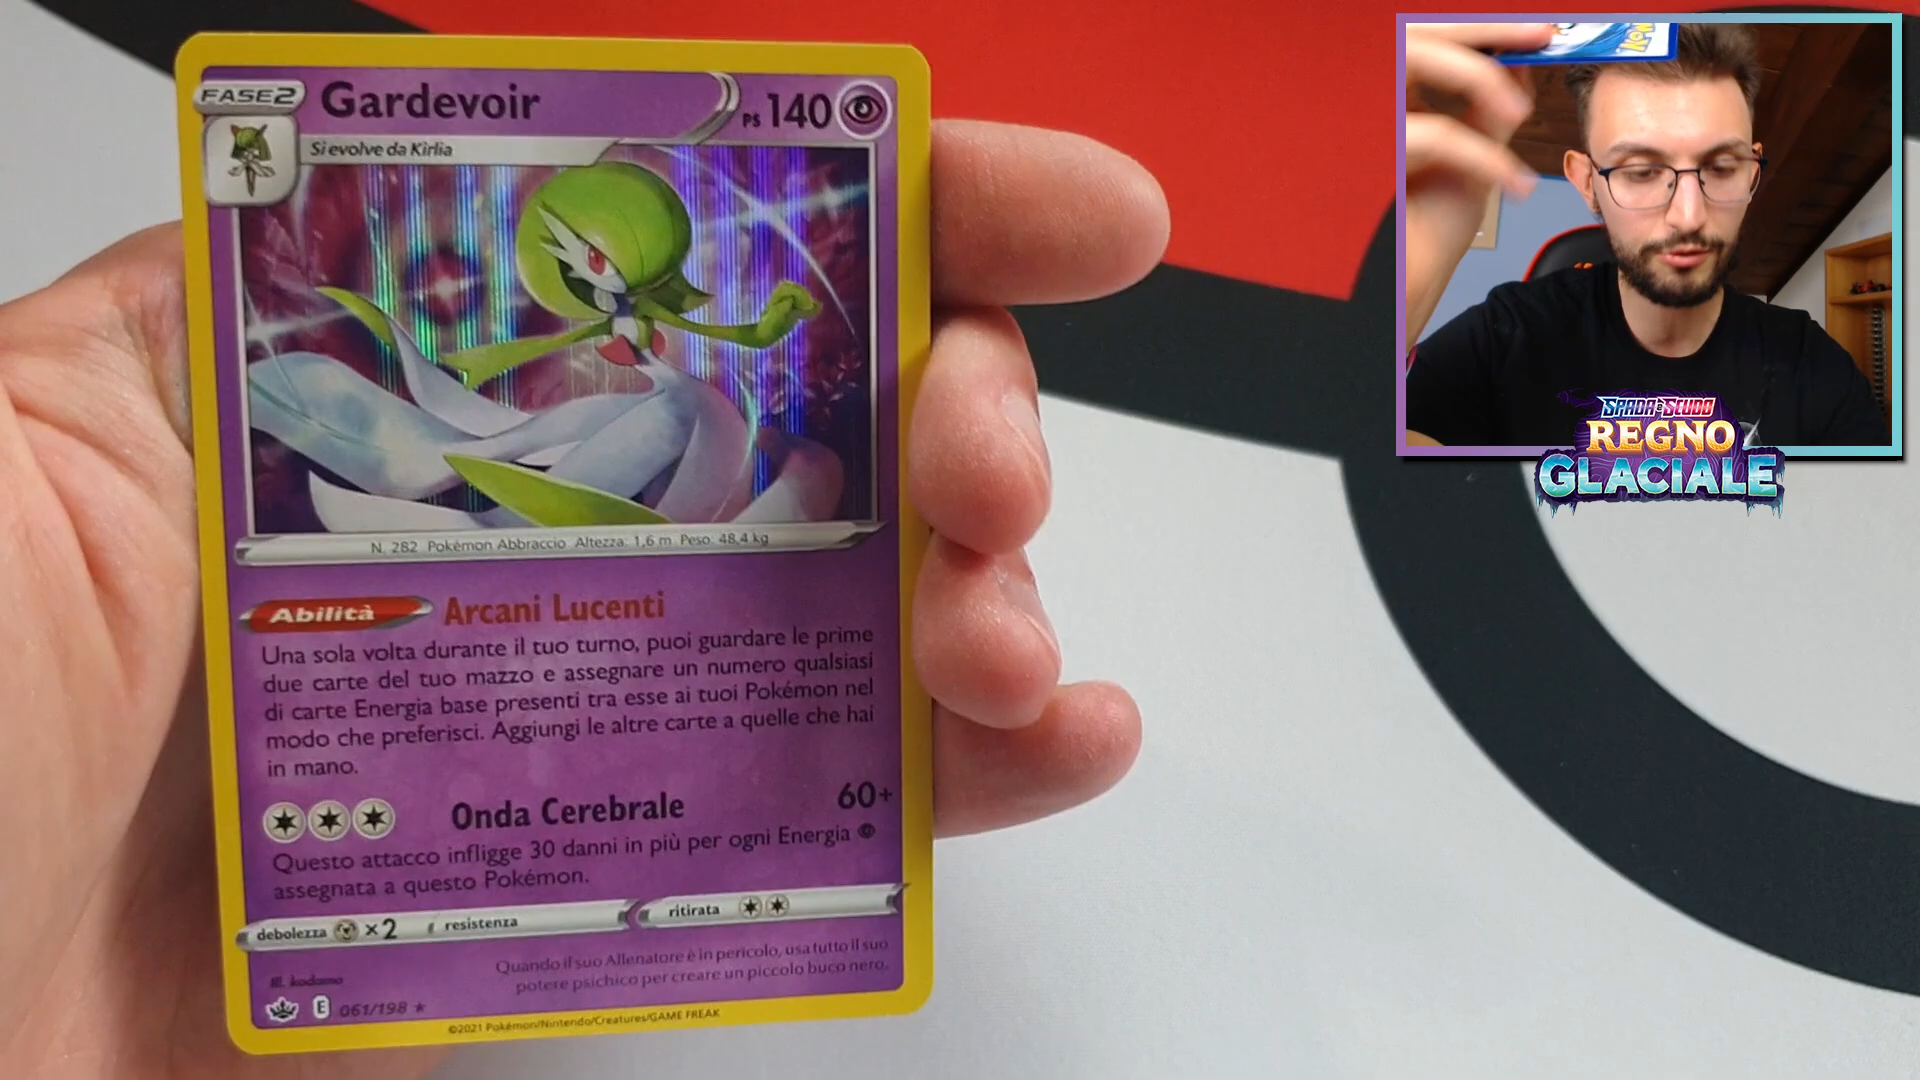 FASE2
Gardevoir
PS 140
Si evolve da Kirlia
N. 282 Pokémon Abbraccio Altezza: 1,6 m Peso: 48,4 kg
Abilità Arcani Lucenti
Una sola volta durante il tuo turno, puoi guardare le prime
due carte del tuo mazzo e assegnare un numero qualsiasi
di carte Energia base presenti tra esse ai tuoi Pokémon nel
modo che preferisci. Aggiungi le altre carte a quelle che hai
in mano.
Onda Cerebrale 60+
Questo attacco infligge 30 danni in più per ogni Energia
assegnata a questo Pokémon.
debolezza ×2 resistenza ritirata
Quando il suo Allenatore è in pericolo, usa tutto il suo
potere psichico per creare un piccolo buco nero.
Ill. kodama
E 061/198 ★
©2021 Pokémon/Nintendo/Creatures/GAME FREAK
SPADA E SCUDO
REGNO
GLACIALE